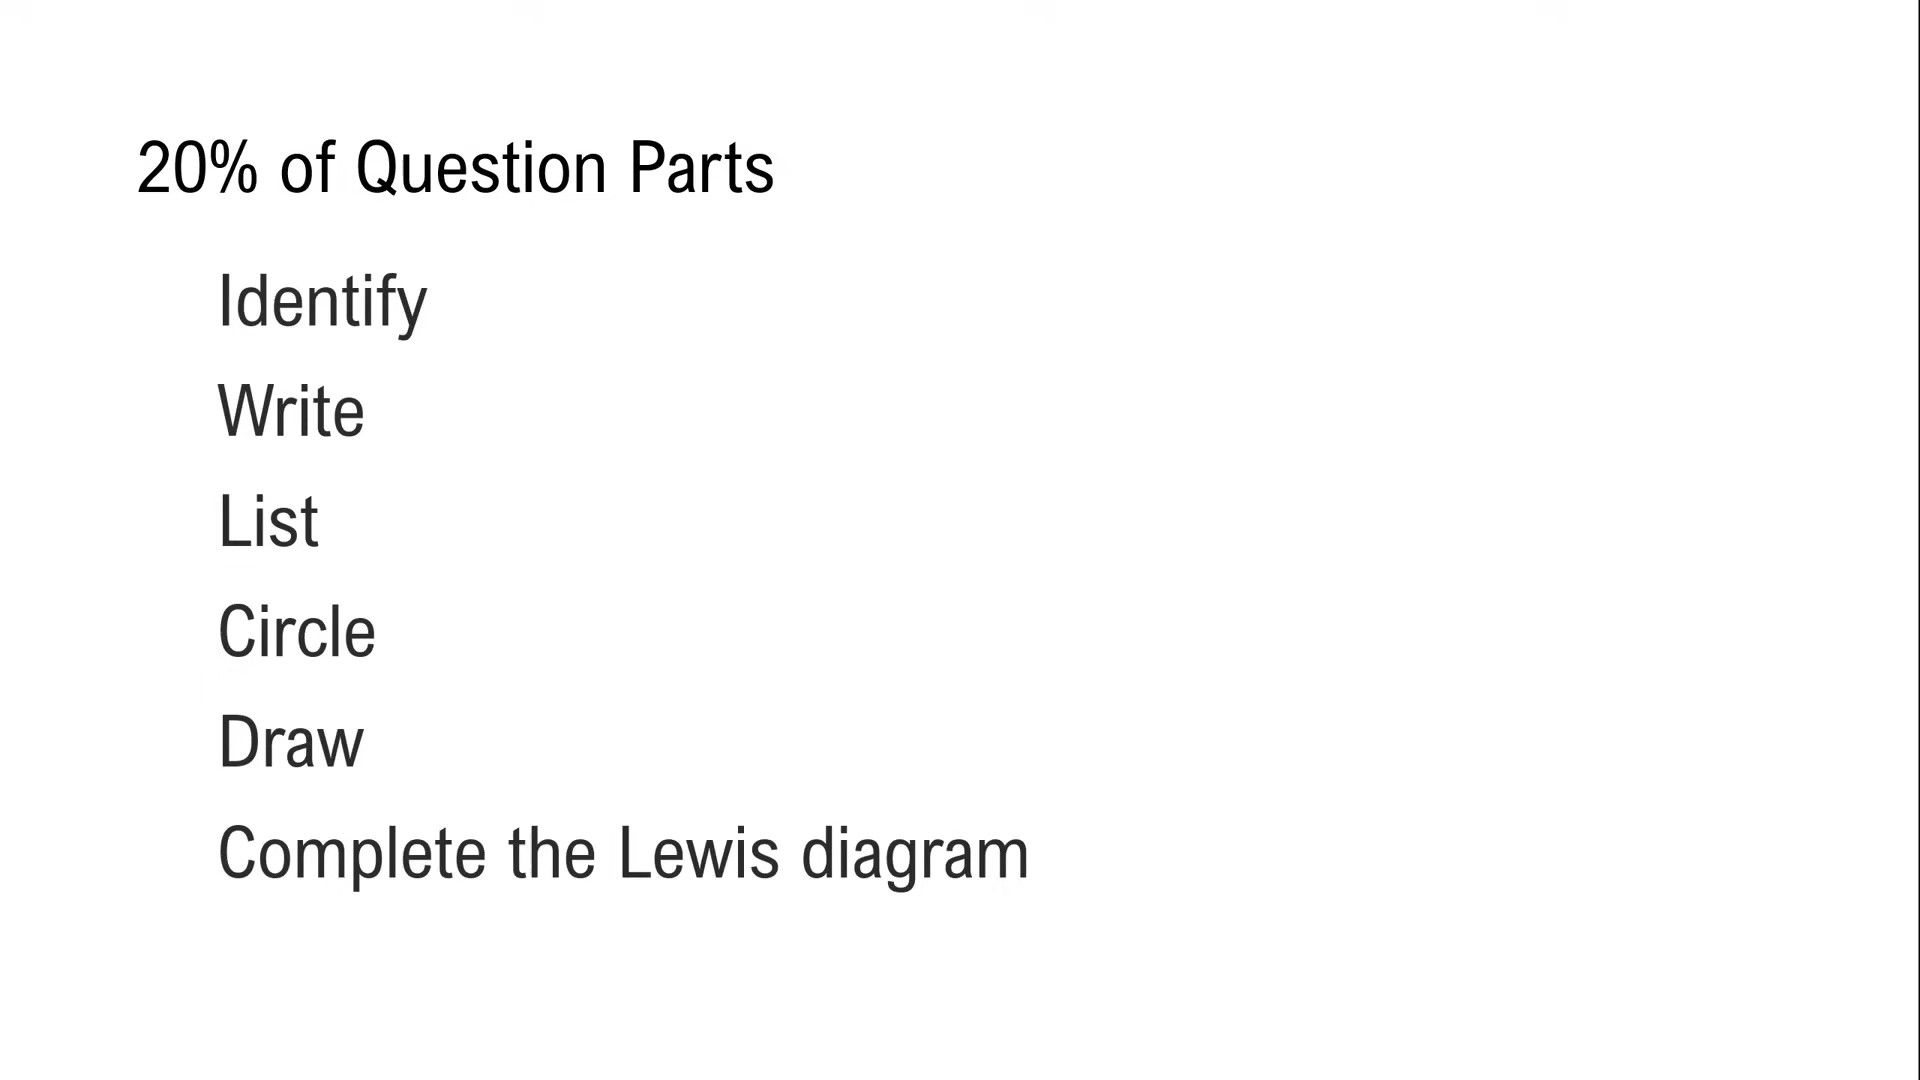 20% of Question Parts
Identify
Write
List
Circle
Draw
Complete the Lewis diagram